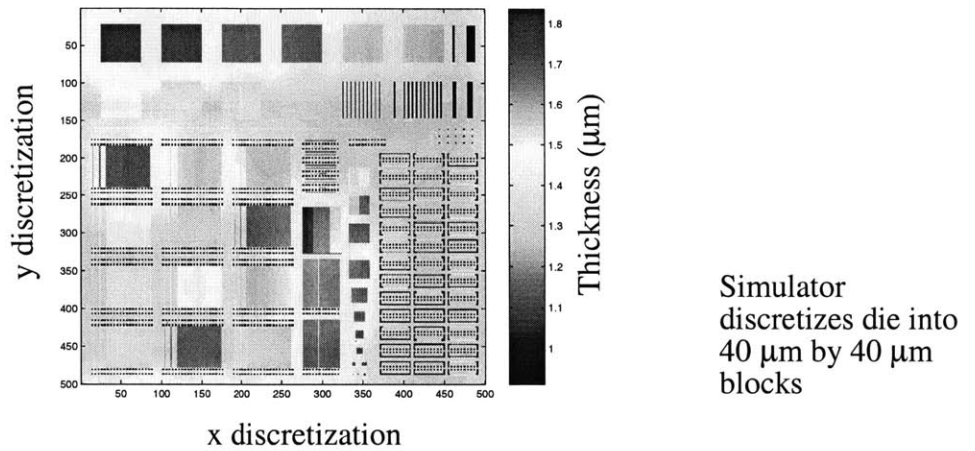 50
100
150
200
250
300
350
400
450
500
50 100 150 200 250 300 350 400 450 500
y discretization
x discretization
1.8
1.7
1.6
1.5
1.4
1.3
1.2
1.1
1
Thickness (μm)
Simulator
discretizes die into
40 μm by 40 μm
blocks